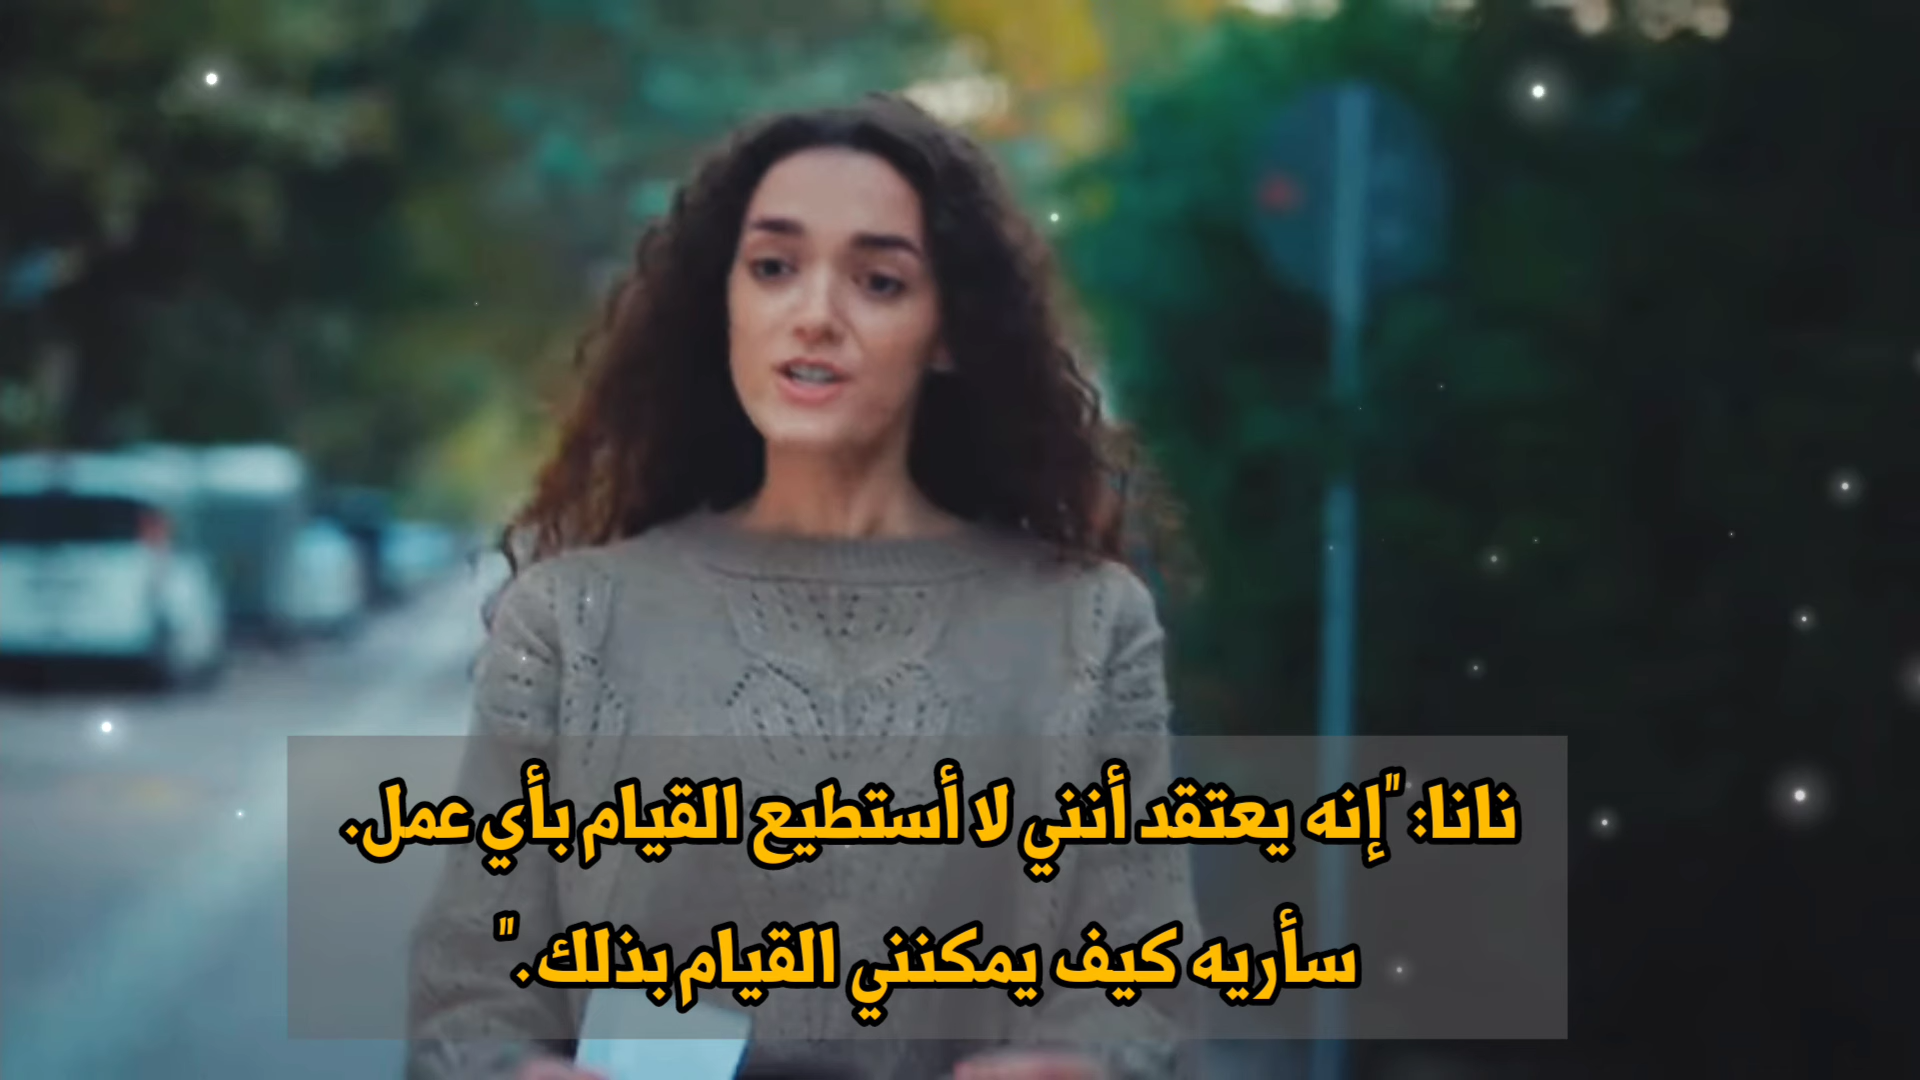 نانا: "إنه يعتقد أنني لا أستطيع القيام بأي عمل.
سأريه كيف يمكنني القيام بذلك."